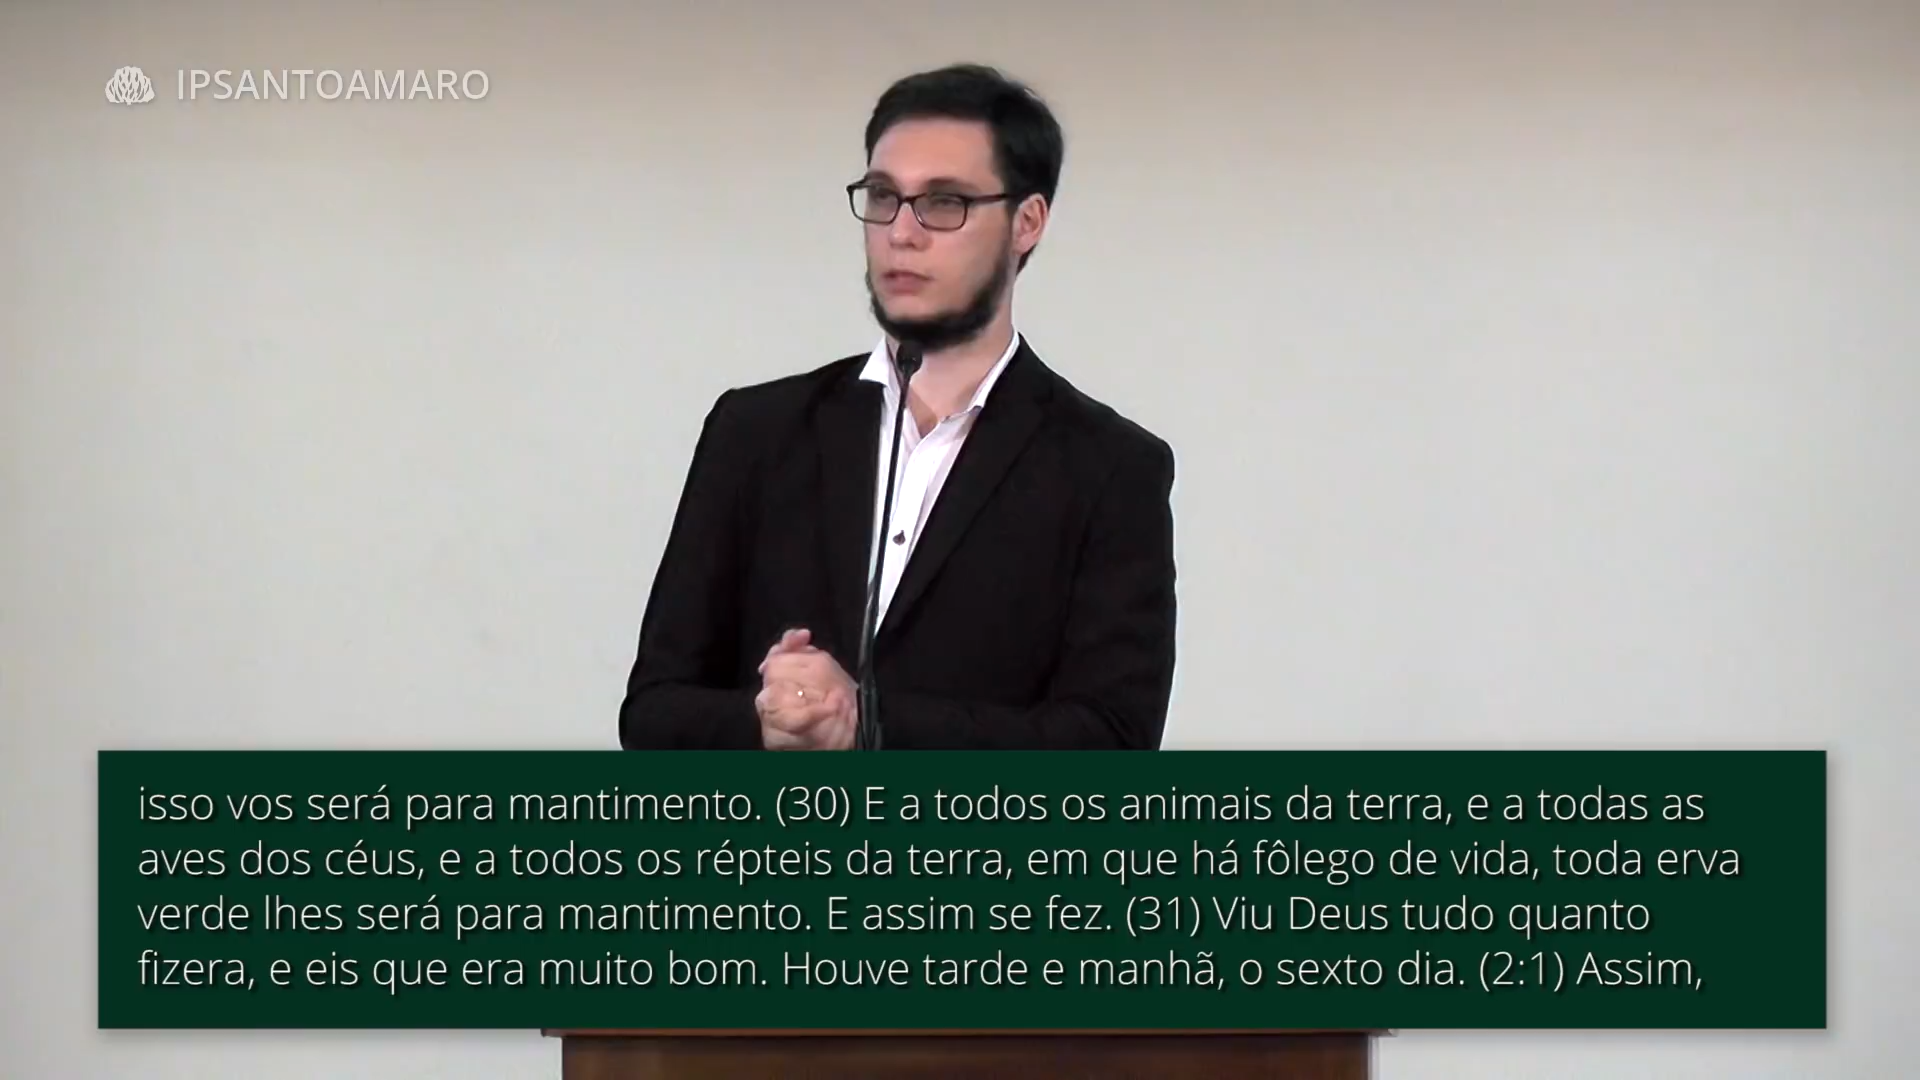 IPSANTOAMARO
isso vos será para mantimento. (30) E a todos os animais da terra, e a todas as
aves dos céus, e a todos os répteis da terra, em que há fôlego de vida, toda erva
verde lhes será para mantimento. E assim se fez. (31) Viu Deus tudo quanto
fizera, e eis que era muito bom. Houve tarde e manhã, o sexto dia. (2:1) Assim,